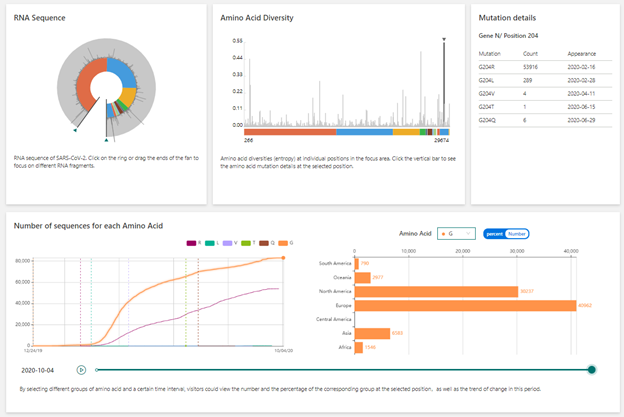 RNA Sequence
RNA sequence of SARS-CoV-2. Click on the ring or drag the ends of the fan to
focus on different RNA fragments.
Amino Acid Diversity
0.55
0.44
0.33
0.22
0.11
0.00
266 29674
Amino acid diversities (entropy) at individual positions in the focus area. Click the vertical bar to see
the amino acid mutation details at the selected position.
Mutation details
Gene N/ Position 204
Mutation Count Appearance
G204R 53916 2020-02-16
G204L 289 2020-02-28
G204V 4 2020-04-11
G204T 1 2020-06-15
G204Q 6 2020-06-29
Number of sequences for each Amino Acid
R L V T Q G
80,000
60,000
40,000
20,000
0
12/24/19 10/04/20
Amino Acid G percent Number
0 10,000 20,000 30,000 40,000
South America 790
Oceania 2977
North America
Europe
Central America
Asia
Africa
2020-10-04
By selecting different groups of amino acid and a certain time interval, visitors could view the number and the percentage of the corresponding group at the selected position, as well as the trend of change in this period.